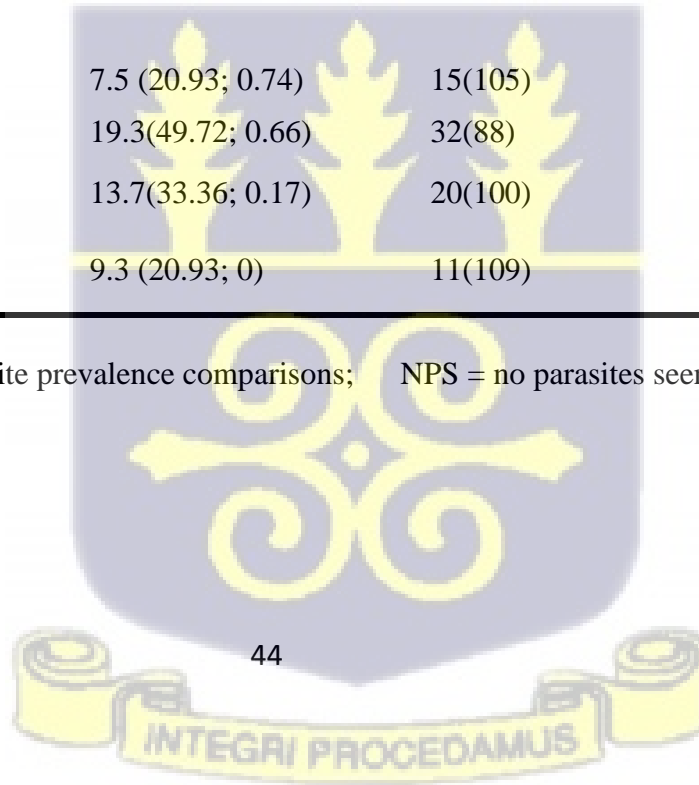 7.5 (20.93; 0.74) 15(105)
19.3(49.72; 0.66) 32(88)
13.7(33.36; 0.17) 20(100)
9.3 (20.93; 0) 11(109)
ite prevalence comparisons; NPS = no parasites seen
44
INTEGRI PROCEDAMUS